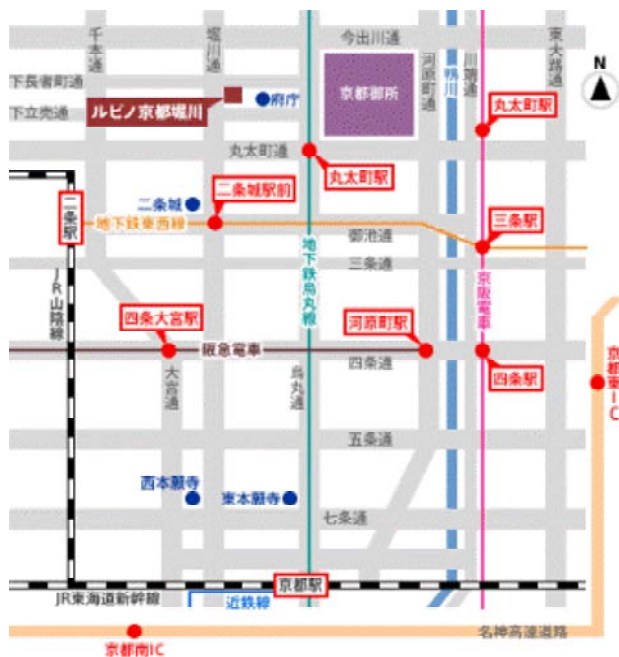 千本通
堀川通
今出川通
河原町通
鴨川
川端通
東大路通
N
下長者町通
京都御所
府庁
丸太町駅
ルビノ京都堀川
下立売通
丸太町通
丸太町駅
二条城駅前
二条城
二条駅
地下鉄東西線
三条駅
御池通
三条通
JR山陰線
地下鉄烏丸線
京阪電車
四条大宮駅
河原町駅
阪急電車
四条通
四条駅
京都東IC
大宮通
烏丸通
五条通
西本願寺
東本願寺
七条通
京都駅
JR東海道新幹線
近鉄線
名神高速道路
京都南IC